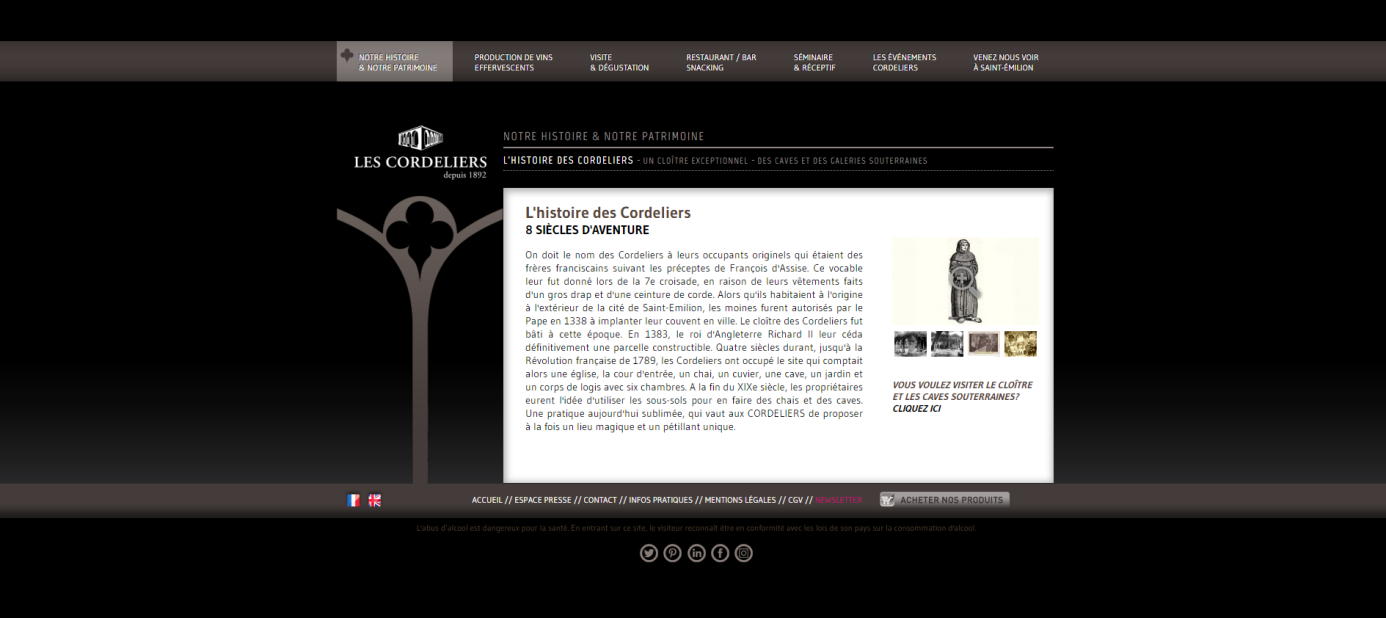 NOTRE HISTOIRE
& NOTRE PATRIMOINE
PRODUCTION DE VINS
EFFERVESCENTS
VISITE
& DÉGUSTATION
RESTAURANT / BAR
SNACKING
SÉMINAIRE
& RÉCEPTIF
LES ÉVÉNEMENTS
CORDELIERS
VENEZ NOUS VOIR
À SAINT-ÉMILION
LES CORDELIERS
depuis 1892
NOTRE HISTOIRE & NOTRE PATRIMOINE
L'HISTOIRE DES CORDELIERS - UN CLOÎTRE EXCEPTIONNEL - DES CAVES ET DES GALERIES SOUTERRAINES
L'histoire des Cordeliers
8 SIÈCLES D'AVENTURE
On doit le nom des Cordeliers à leurs occupants originels qui étaient des
frères franciscains suivant les préceptes de François d'Assise. Ce vocable
leur fut donné lors de la 7e croisade, en raison de leurs vêtements faits
d'un gros drap et d'une ceinture de corde. Alors qu'ils habitaient à l'origine
à l'extérieur de la cité de Saint-Emilion, les moines furent autorisés par le
Pape en 1338 à implanter leur couvent en ville. Le cloître des Cordeliers fut
bâti à cette époque. En 1383, le roi d'Angleterre Richard II leur céda
définitivement une parcelle constructible. Quatre siècles durant, jusqu'à la
Révolution française de 1789, les Cordeliers ont occupé le site qui comptait
alors une église, la cour d'entrée, un chai, un cuvier, une cave, un jardin et
un corps de logis avec six chambres. A la fin du XIXe siècle, les propriétaires
eurent l'idée d'utiliser les sous-sols pour en faire des chais et des caves.
Une pratique aujourd'hui sublimée, qui vaut aux CORDELIERS de proposer
à la fois un lieu magique et un pétillant unique.
VOUS VOULEZ VISITER LE CLOÎTRE
ET LES CAVES SOUTERRAINES?
CLIQUEZ ICI
ACCUEIL // ESPACE PRESSE // CONTACT // INFOS PRATIQUES // MENTIONS LÉGALES // CGV // NEWSLETTER
ACHETER NOS PRODUITS
L'abus d'alcool est dangereux pour la santé. En entrant sur ce site, le visiteur reconnaît être en conformité avec les lois de son pays sur la consommation d'alcool.